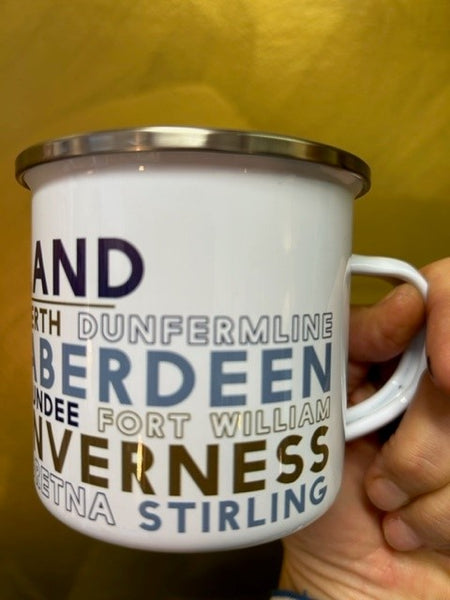 AND
ERTH DUNFERMLINE
ABERDEEN
UNDEE FORT WILLIAM
NVERNESS
RETNA STIRLING